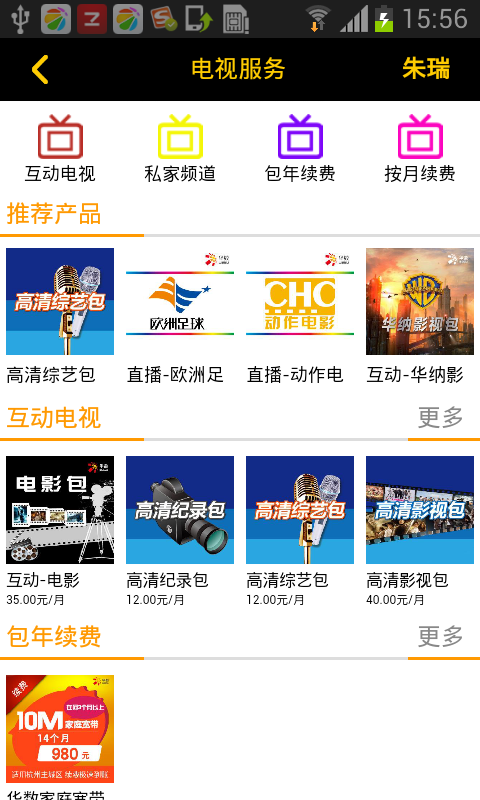 15:56
电视服务
朱瑞
互动电视
私家频道
包年续费
按月续费
推荐产品
高清综艺包
欧洲足球
CHC
动作电影
华纳影视包
高清综艺包
直播-欧洲足
直播-动作电
互动-华纳影
互动电视
更多
电影包
高清纪录包
高清综艺包
高清影视包
互动-电影
高清纪录包
高清综艺包
高清影视包
35.00元/月
12.00元/月
12.00元/月
40.00元/月
包年续费
更多
续费
10M家庭宽带
14个月
980元
华数家庭宽带